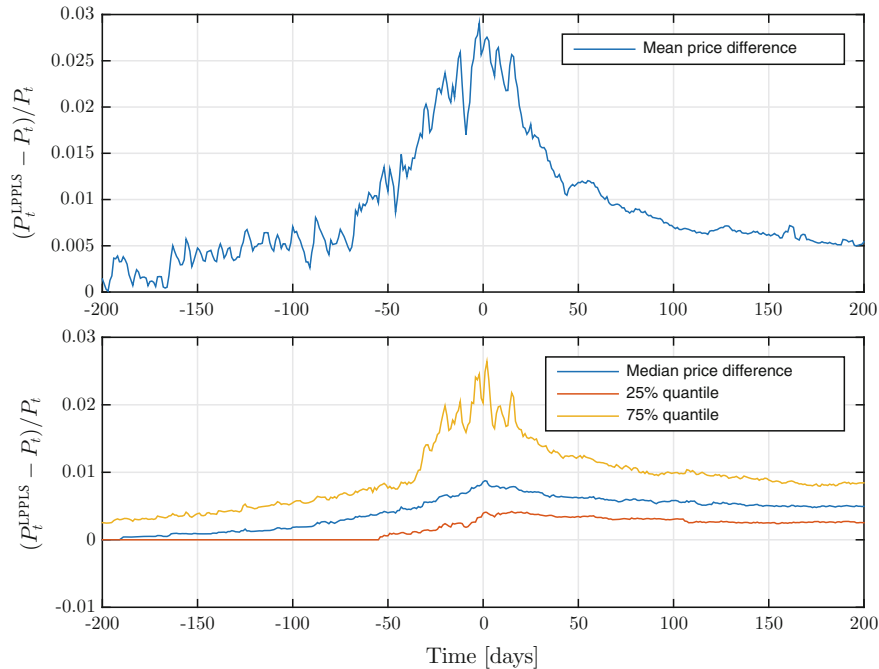 0.03
0.025
0.02
0.015
0.01
0.005
0
(P_t^LPPLS − P_t)/P_t
Mean price difference
-200 -150 -100 -50 0 50 100 150 200
0.03
0.02
0.01
0
-0.01
(P_t^LPPLS − P_t)/P_t
Median price difference
25% quantile
75% quantile
-200 -150 -100 -50 0 50 100 150 200
Time [days]